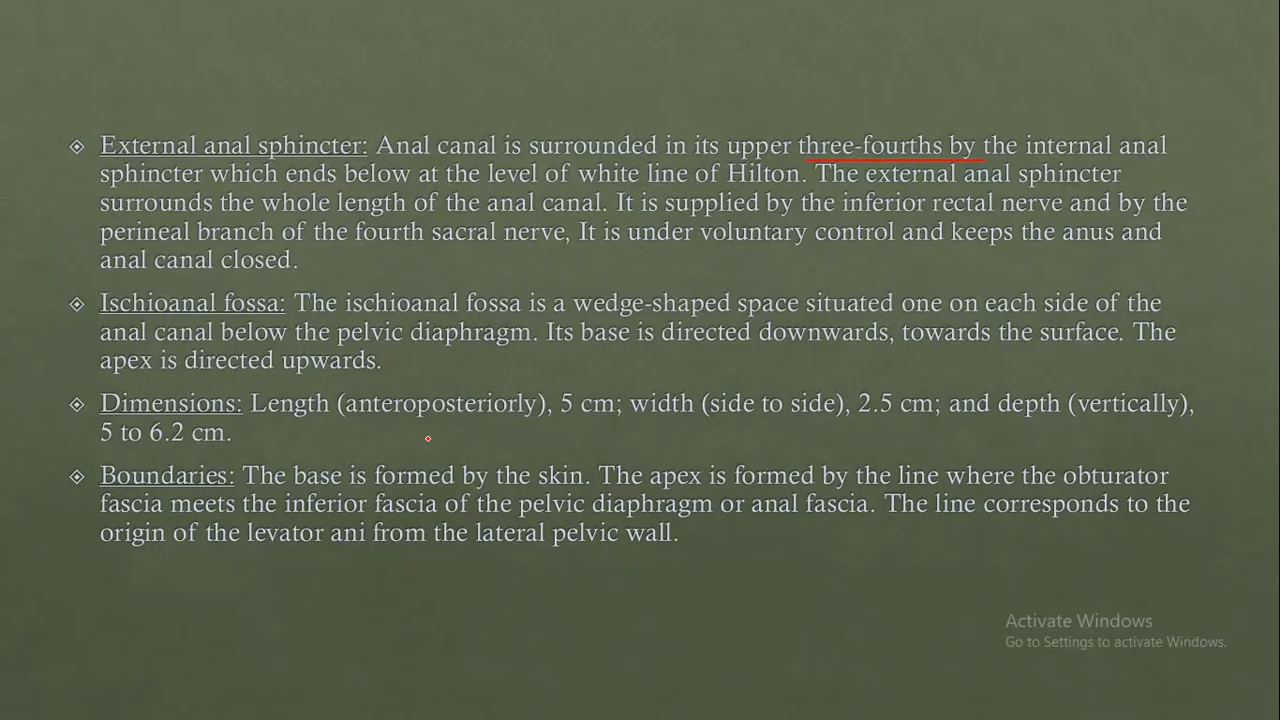 External anal sphincter: Anal canal is surrounded in its upper three-fourths by the internal anal
sphincter which ends below at the level of white line of Hilton. The external anal sphincter
surrounds the whole length of the anal canal. It is supplied by the inferior rectal nerve and by the
perineal branch of the fourth sacral nerve, It is under voluntary control and keeps the anus and
anal canal closed.
Ischioanal fossa: The ischioanal fossa is a wedge-shaped space situated one on each side of the
anal canal below the pelvic diaphragm. Its base is directed downwards, towards the surface. The
apex is directed upwards.
Dimensions: Length (anteroposteriorly), 5 cm; width (side to side), 2.5 cm; and depth (vertically),
5 to 6.2 cm.
Boundaries: The base is formed by the skin. The apex is formed by the line where the obturator
fascia meets the inferior fascia of the pelvic diaphragm or anal fascia. The line corresponds to the
origin of the levator ani from the lateral pelvic wall.
Activate Windows
Go to Settings to activate Windows.